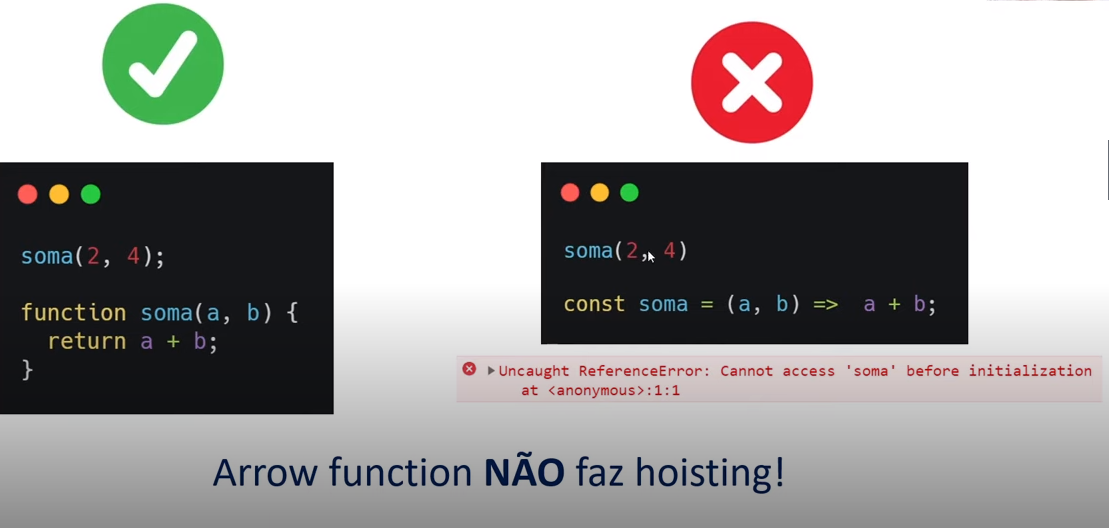 soma(2, 4);
function soma(a, b) {
  return a + b;
}
soma(2, 4)
const soma = (a, b) =>  a + b;
Uncaught ReferenceError: Cannot access 'soma' before initialization
at <anonymous>:1:1
Arrow function NÃO faz hoisting!